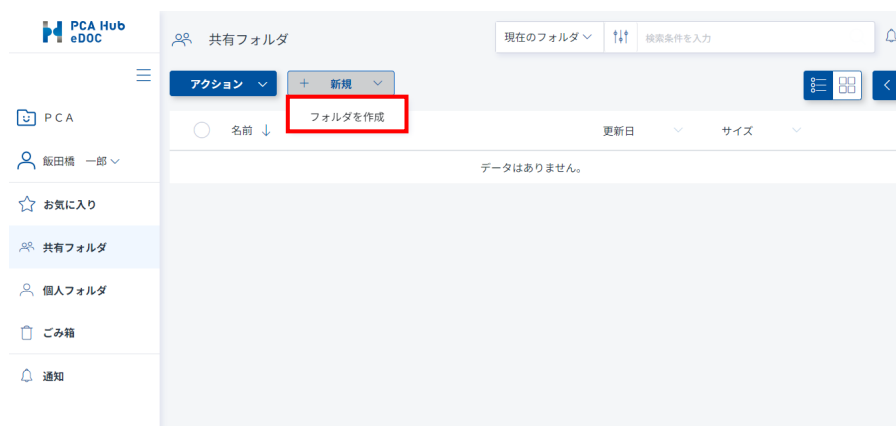 PCA Hub
eDOC
共有フォルダ
現在のフォルダ
検索条件を入力
アクション
新規
フォルダを作成
PCA
飯田橋 一郎
お気に入り
共有フォルダ
個人フォルダ
ごみ箱
通知
名前
更新日
サイズ
データはありません。